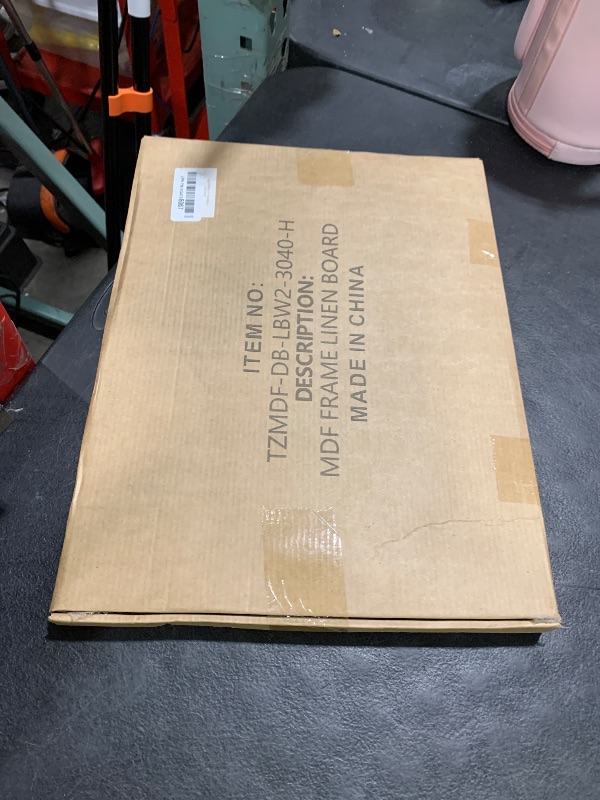 ITEM NO:
TZMDF-DB-LBW2-3040-H
DESCRIPTION:
MDF FRAME LINEN BOARD
MADE IN CHINA